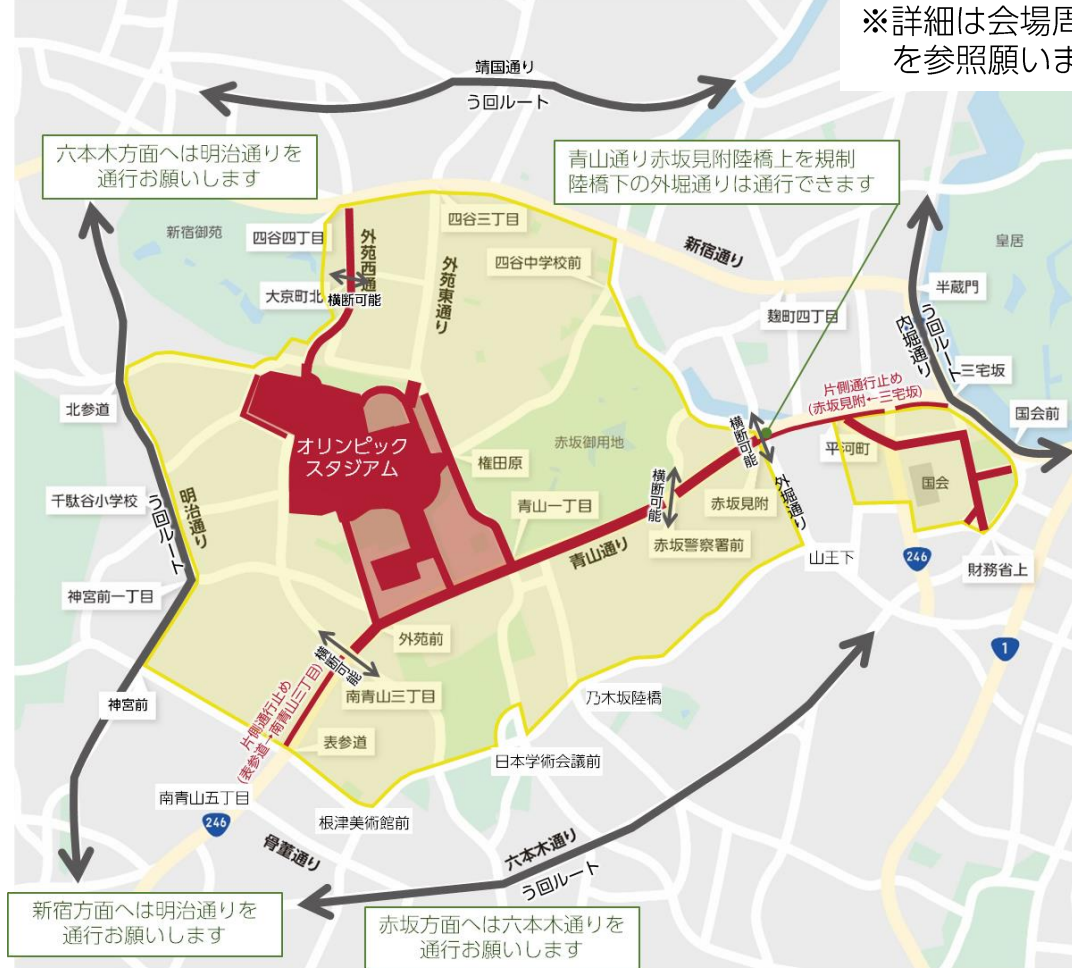 ※詳細は会場周
を参照願いま
靖国通り
う回ルート
六本木方面へは明治通りを
通行お願いします
青山通り赤坂見附陸橋上を規制
陸橋下の外堀通りは通行できます
新宿御苑
四谷四丁目
外苑西通
四谷三丁目
外苑東通り
四谷中学校前
新宿通り
皇居
大京町北
横断可能
半蔵門
麹町四丁目
内堀通り
う回ルート
三宅坂
片側通行止め
(赤坂見附←三宅坂)
国会前
北参道
オリンピック
スタジアム
赤坂御用地
横断可能
平河町
権田原
国会
千駄谷小学校
明治通り
う回ルート
青山一丁目
横断可能
赤坂見附
外堀通り
赤坂警察署前
青山通り
山王下
246
財務省上
神宮前一丁目
外苑前
1
横断可能
南青山三丁目
片側通行止め
(表参道→南青山三丁目)
神宮前
乃木坂陸橋
表参道
日本学術会議前
南青山五丁目
246
根津美術館前
骨董通り
六本木通り
う回ルート
新宿方面へは明治通りを
通行お願いします
赤坂方面へは六本木通りを
通行お願いします